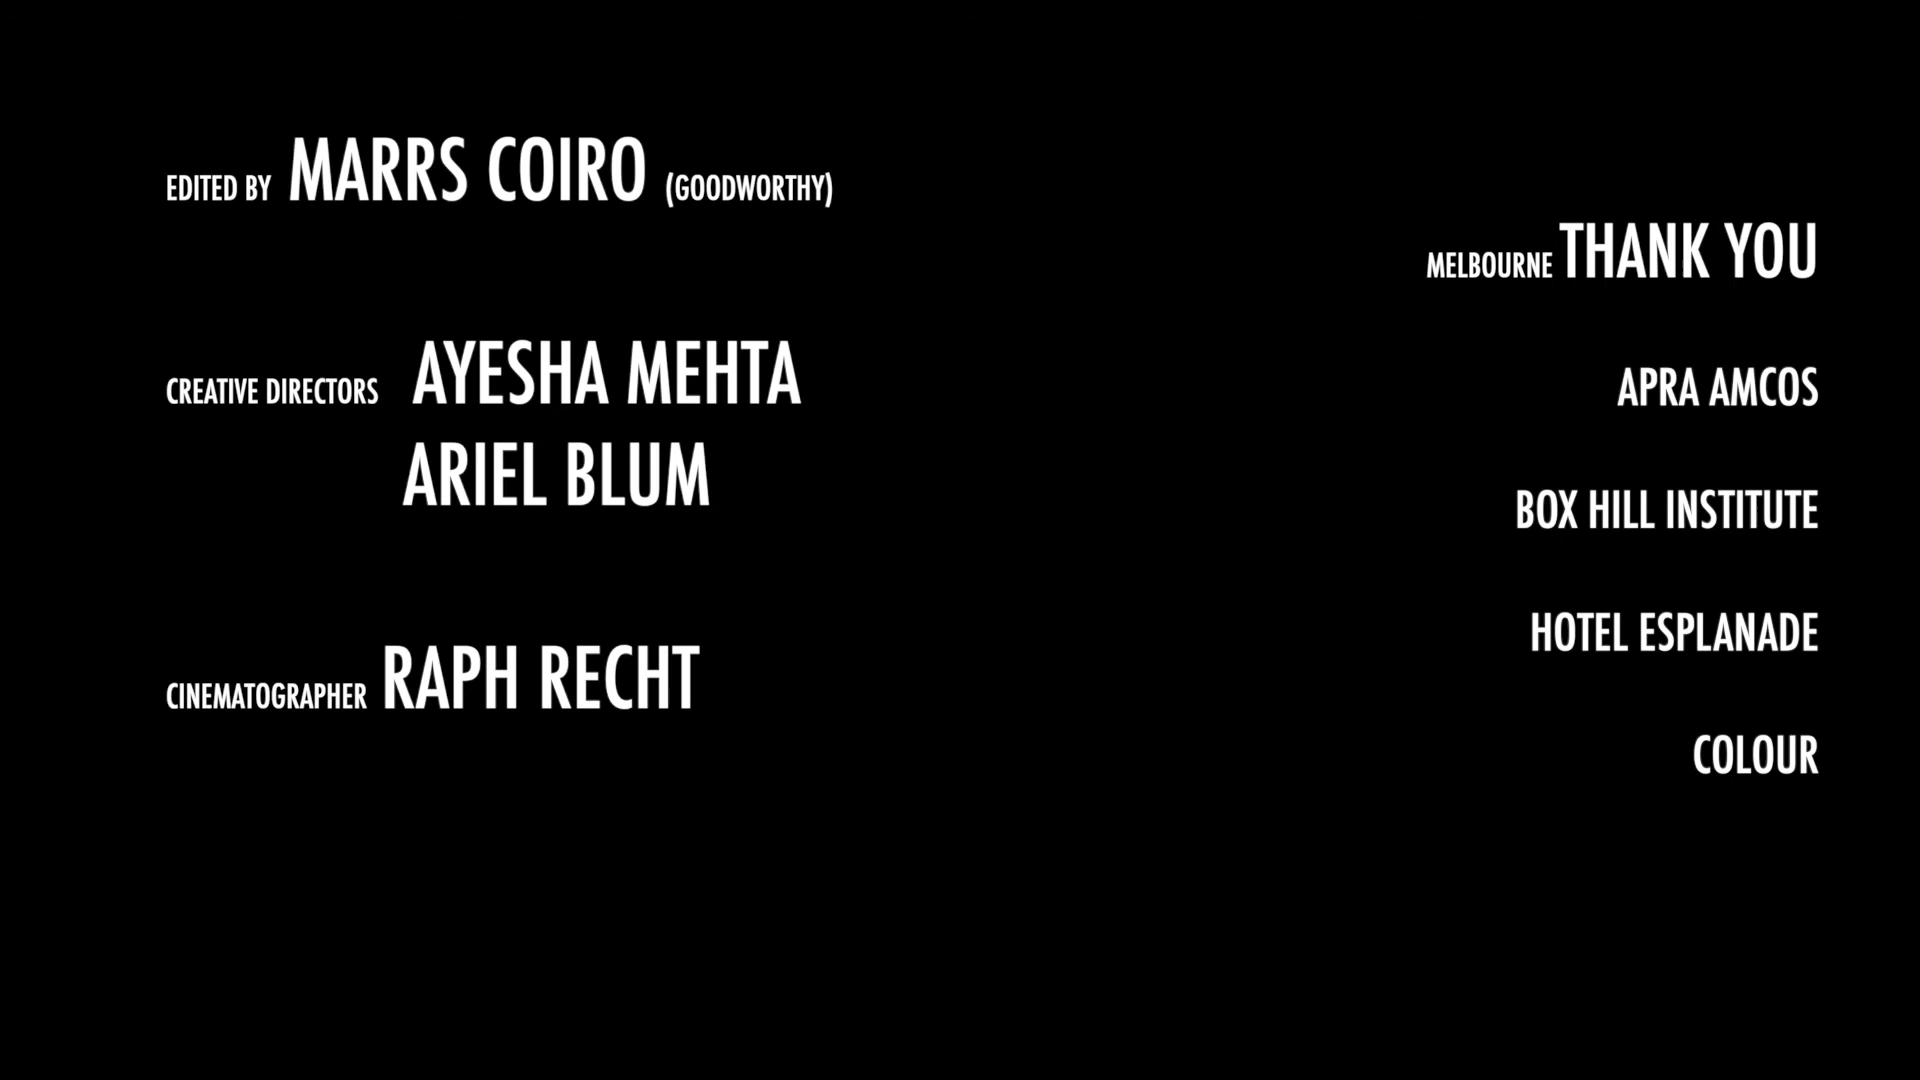 EDITED BY MARRS COIRO (GOODWORTHY)
CREATIVE DIRECTORS AYESHA MEHTA
ARIEL BLUM
CINEMATOGRAPHER RAPH RECHT
MELBOURNE THANK YOU
APRA AMCOS
BOX HILL INSTITUTE
HOTEL ESPLANADE
COLOUR